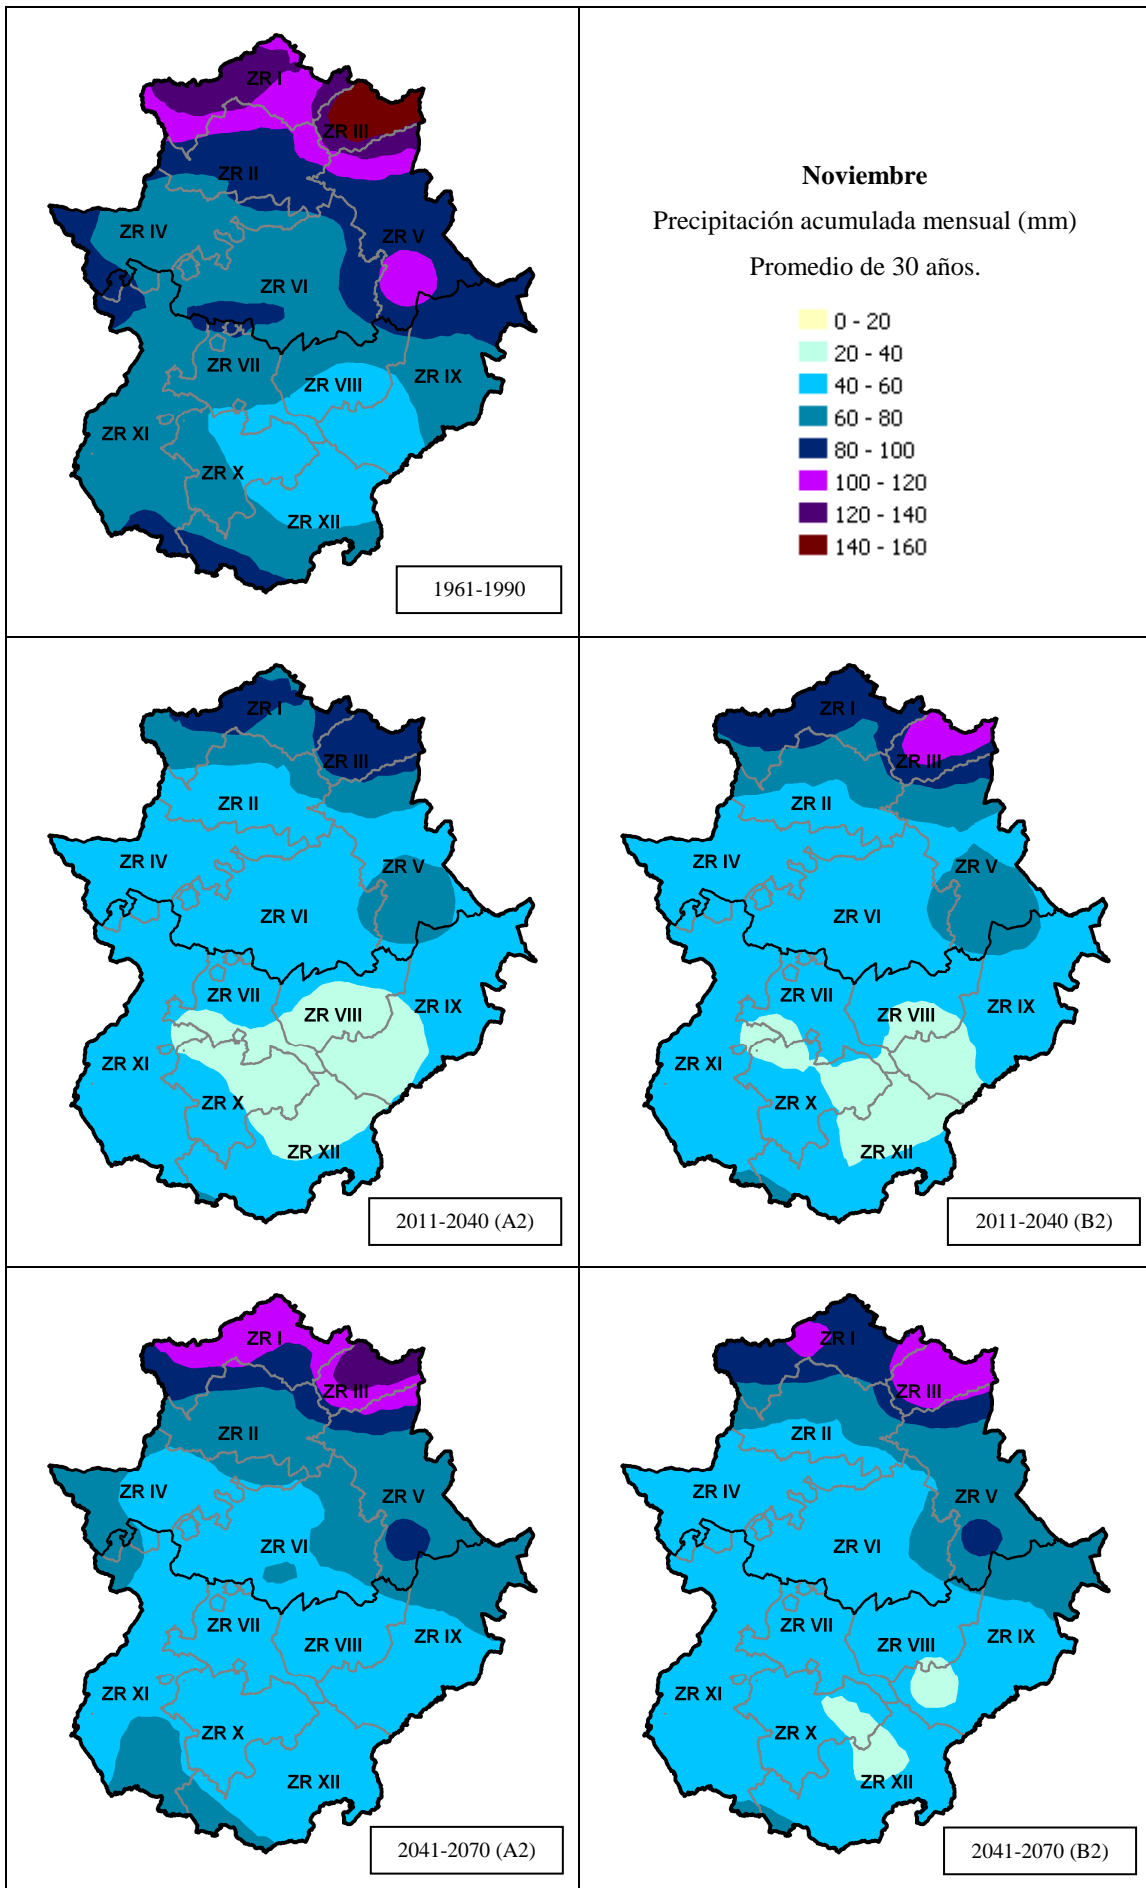 ZR I
ZR III
ZR II
ZR IV
ZR V
ZR VI
ZR VII
ZR VIII
ZR IX
ZR XI
ZR X
ZR XII
1961-1990
Noviembre
Precipitación acumulada mensual (mm)
Promedio de 30 años.
0 - 20
20 - 40
40 - 60
60 - 80
80 - 100
100 - 120
120 - 140
140 - 160
ZR I
ZR III
ZR II
ZR IV
ZR V
ZR VI
ZR VII
ZR VIII
ZR IX
ZR XI
ZR X
ZR XII
2011-2040 (A2)
ZR I
ZR III
ZR II
ZR IV
ZR V
ZR VI
ZR VII
ZR VIII
ZR IX
ZR XI
ZR X
ZR XII
2011-2040 (B2)
ZR I
ZR III
ZR II
ZR IV
ZR V
ZR VI
ZR VII
ZR VIII
ZR IX
ZR XI
ZR X
ZR XII
2041-2070 (A2)
ZR I
ZR III
ZR II
ZR IV
ZR V
ZR VI
ZR VII
ZR VIII
ZR IX
ZR XI
ZR X
ZR XII
2041-2070 (B2)